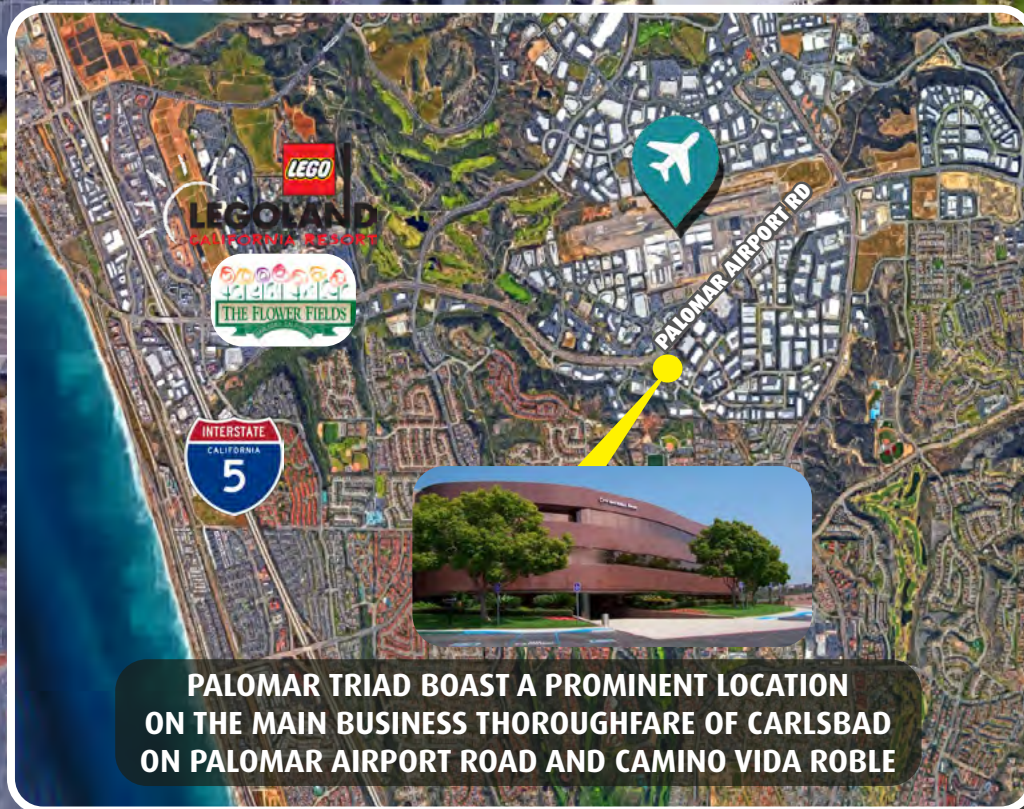 LEGO
LEGOLAND
CALIFORNIA RESORT
THE FLOWER FIELDS
PALOMAR AIRPORT RD
INTERSTATE
CALIFORNIA
5
PALOMAR TRIAD BOAST A PROMINENT LOCATION
ON THE MAIN BUSINESS THOROUGHFARE OF CARLSBAD
ON PALOMAR AIRPORT ROAD AND CAMINO VIDA ROBLE